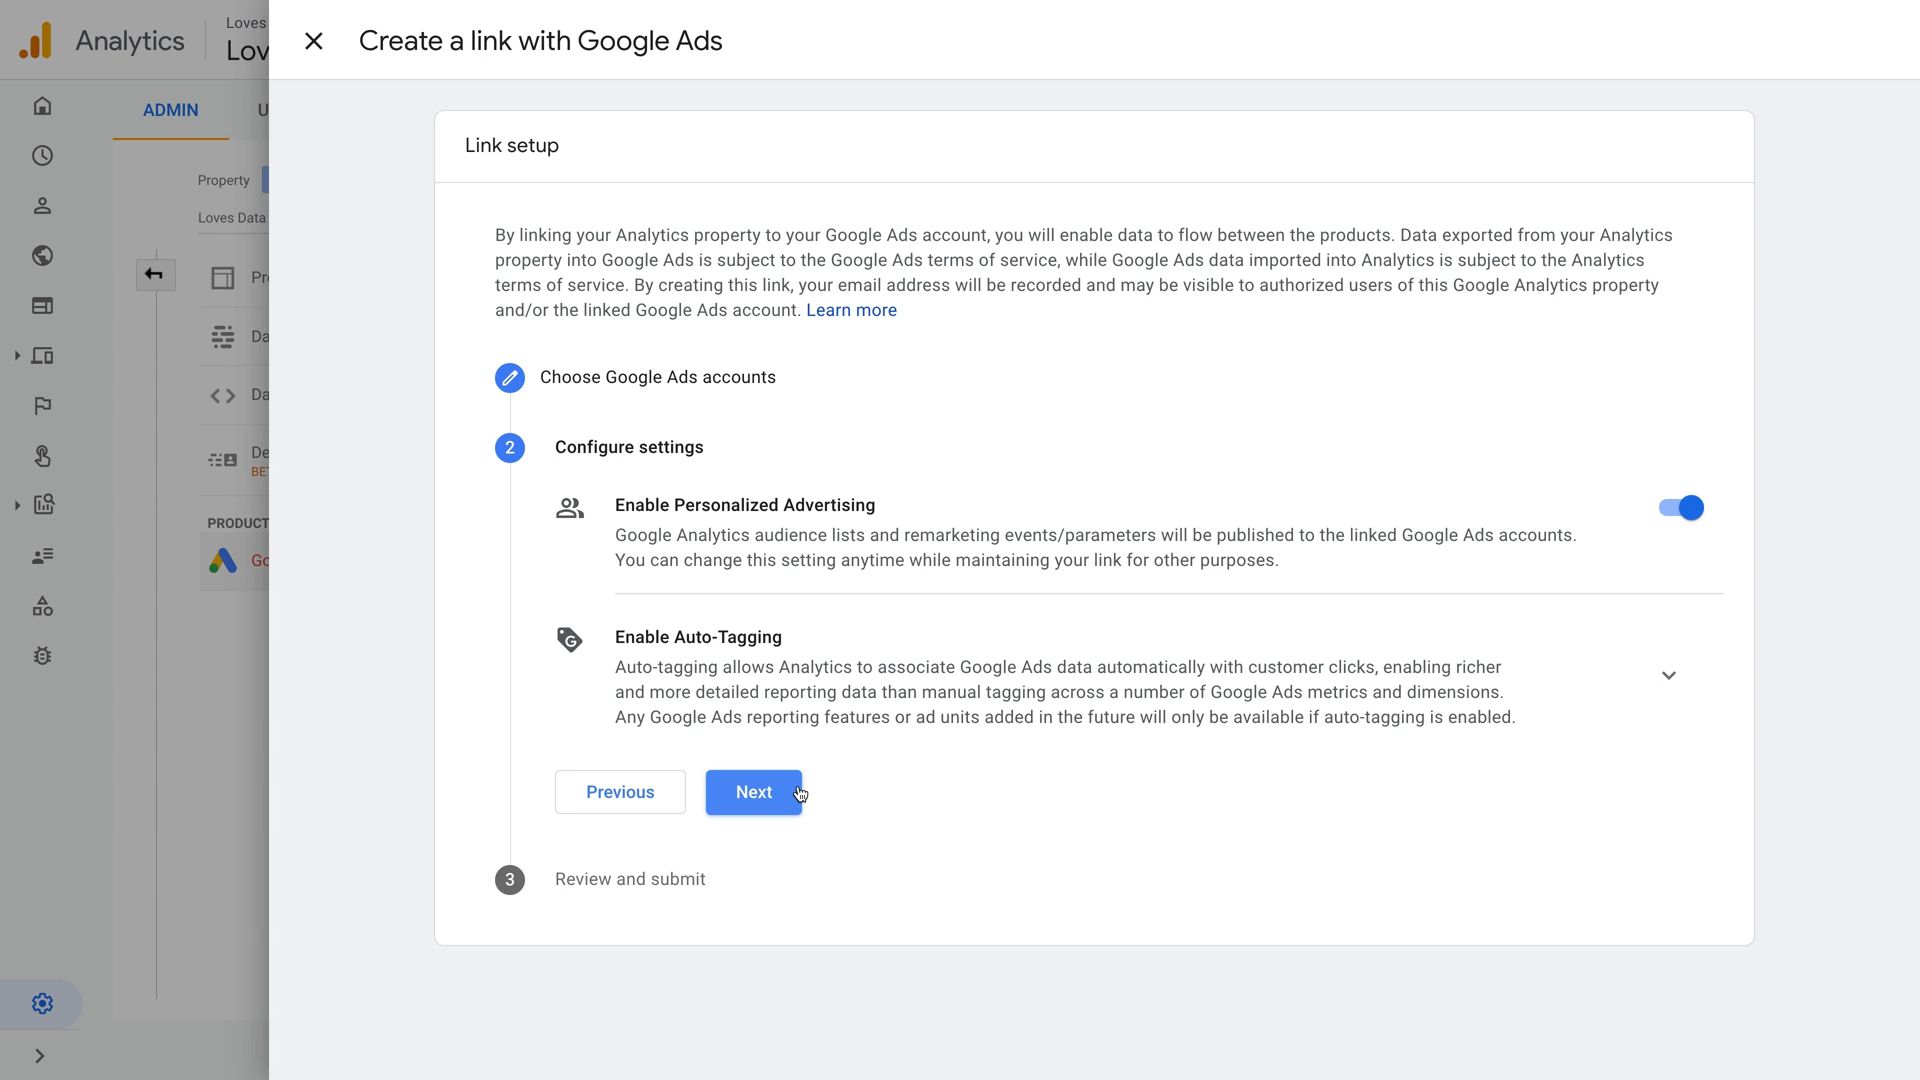 Analytics
Loves
Lov
Create a link with Google Ads
ADMIN
U
Property
Loves Data
Pr
Da
Da
De
BE
PRODUCT
Go
Link setup
By linking your Analytics property to your Google Ads account, you will enable data to flow between the products. Data exported from your Analytics
property into Google Ads is subject to the Google Ads terms of service, while Google Ads data imported into Analytics is subject to the Analytics
terms of service. By creating this link, your email address will be recorded and may be visible to authorized users of this Google Analytics property
and/or the linked Google Ads account. Learn more
Choose Google Ads accounts
2
Configure settings
Enable Personalized Advertising
Google Analytics audience lists and remarketing events/parameters will be published to the linked Google Ads accounts.
You can change this setting anytime while maintaining your link for other purposes.
Enable Auto-Tagging
Auto-tagging allows Analytics to associate Google Ads data automatically with customer clicks, enabling richer
and more detailed reporting data than manual tagging across a number of Google Ads metrics and dimensions.
Any Google Ads reporting features or ad units added in the future will only be available if auto-tagging is enabled.
Previous
Next
3
Review and submit